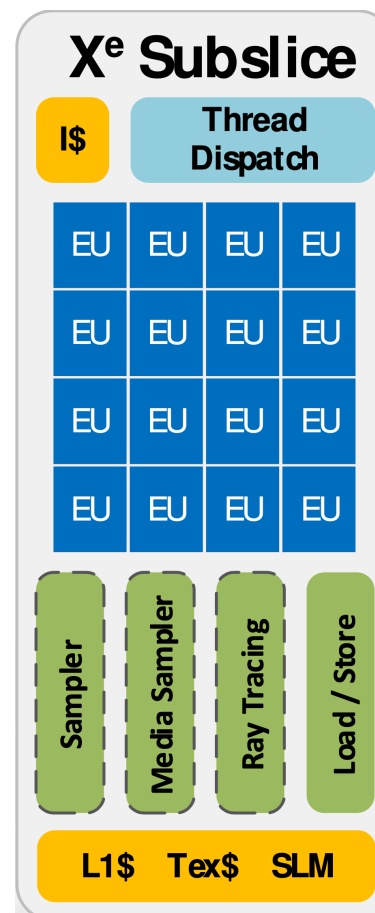 Xᵉ Subslice
I$
Thread
Dispatch
EU EU EU EU
EU EU EU EU
EU EU EU EU
EU EU EU EU
Sampler
Media Sampler
Ray Tracing
Load / Store
L1$ Tex$ SLM